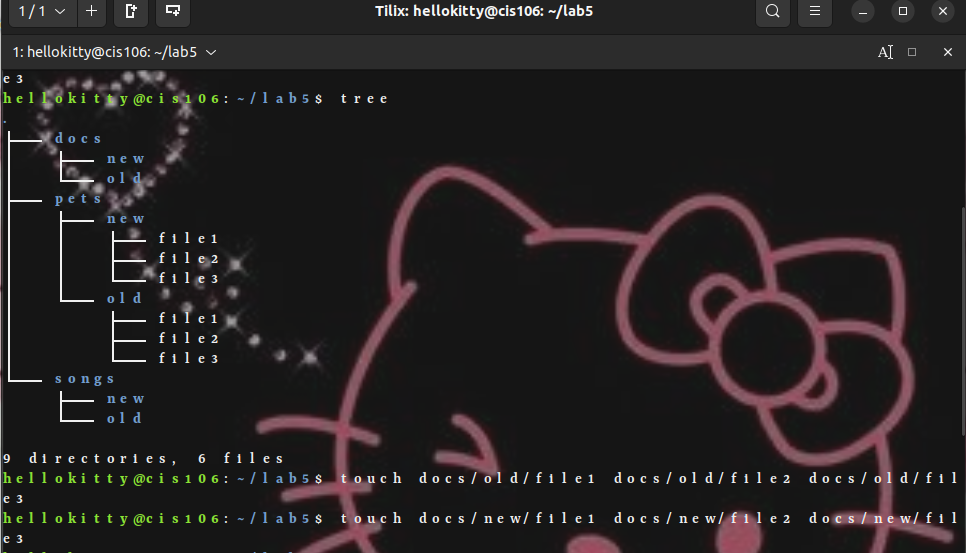 1 / 1
Tilix: hellokitty@cis106: ~/lab5
1: hellokitty@cis106: ~/lab5
A
e3
hellokitty@cis106:~/lab5$ tree
.
├── docs
│   ├── new
│   └── old
├── pets
│   ├── new
│   │   ├── file1
│   │   ├── file2
│   │   └── file3
│   └── old
│       ├── file1
│       ├── file2
│       └── file3
└── songs
    ├── new
    └── old
9 directories, 6 files
hellokitty@cis106:~/lab5$ touch docs/old/file1 docs/old/file2 docs/old/fil
e3
hellokitty@cis106:~/lab5$ touch docs/new/file1 docs/new/file2 docs/new/fil
e3